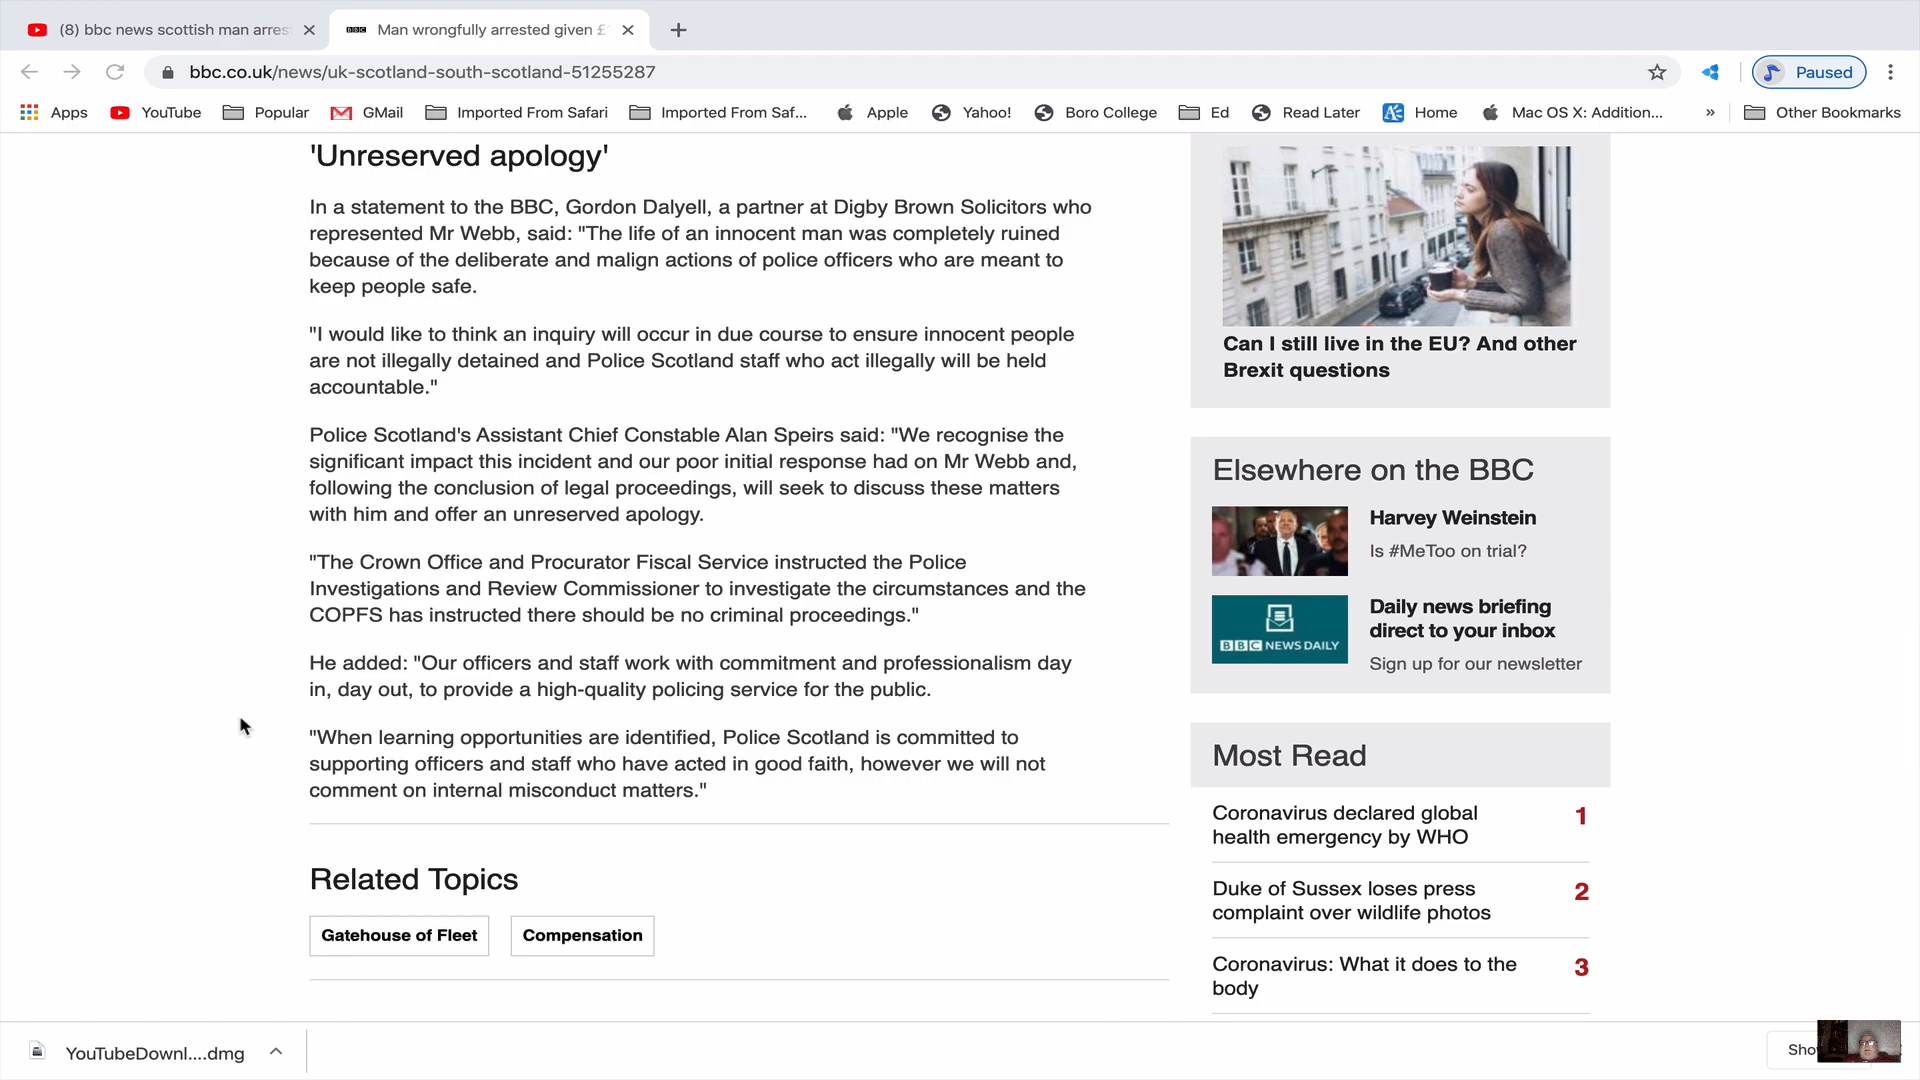 (8) bbc news scottish man arres
BBC Man wrongfully arrested given £
bbc.co.uk/news/uk-scotland-south-scotland-51255287
Paused
Apps YouTube Popular GMail Imported From Safari Imported From Saf... Apple Yahoo! Boro College Ed Read Later Home Mac OS X: Addition... » Other Bookmarks
'Unreserved apology'
In a statement to the BBC, Gordon Dalyell, a partner at Digby Brown Solicitors who
represented Mr Webb, said: "The life of an innocent man was completely ruined
because of the deliberate and malign actions of police officers who are meant to
keep people safe.
"I would like to think an inquiry will occur in due course to ensure innocent people
are not illegally detained and Police Scotland staff who act illegally will be held
accountable."
Police Scotland's Assistant Chief Constable Alan Speirs said: "We recognise the
significant impact this incident and our poor initial response had on Mr Webb and,
following the conclusion of legal proceedings, will seek to discuss these matters
with him and offer an unreserved apology.
"The Crown Office and Procurator Fiscal Service instructed the Police
Investigations and Review Commissioner to investigate the circumstances and the
COPFS has instructed there should be no criminal proceedings."
He added: "Our officers and staff work with commitment and professionalism day
in, day out, to provide a high-quality policing service for the public.
"When learning opportunities are identified, Police Scotland is committed to
supporting officers and staff who have acted in good faith, however we will not
comment on internal misconduct matters."
Related Topics
Gatehouse of Fleet Compensation
Can I still live in the EU? And other
Brexit questions
Elsewhere on the BBC
Harvey Weinstein
Is #MeToo on trial?
BBC NEWS DAILY
Daily news briefing
direct to your inbox
Sign up for our newsletter
Most Read
Coronavirus declared global
health emergency by WHO
1
Duke of Sussex loses press
complaint over wildlife photos
2
Coronavirus: What it does to the
body
3
YouTubeDownl....dmg
Sho